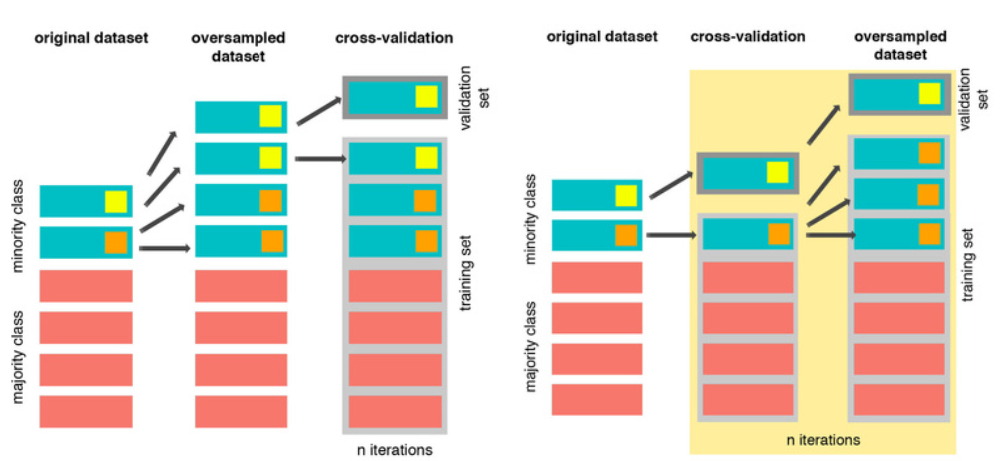 original dataset
oversampled
dataset
cross-validation
validation
set
minority class
training set
majority class
n iterations
original dataset
cross-validation
oversampled
dataset
validation
set
minority class
training set
majority class
n iterations